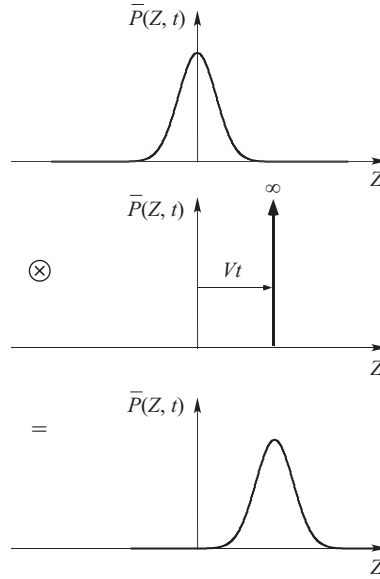 P̅(Z, t)
Z
∞
P̅(Z, t)
⊗
Vt
Z
P̅(Z, t)
=
Z